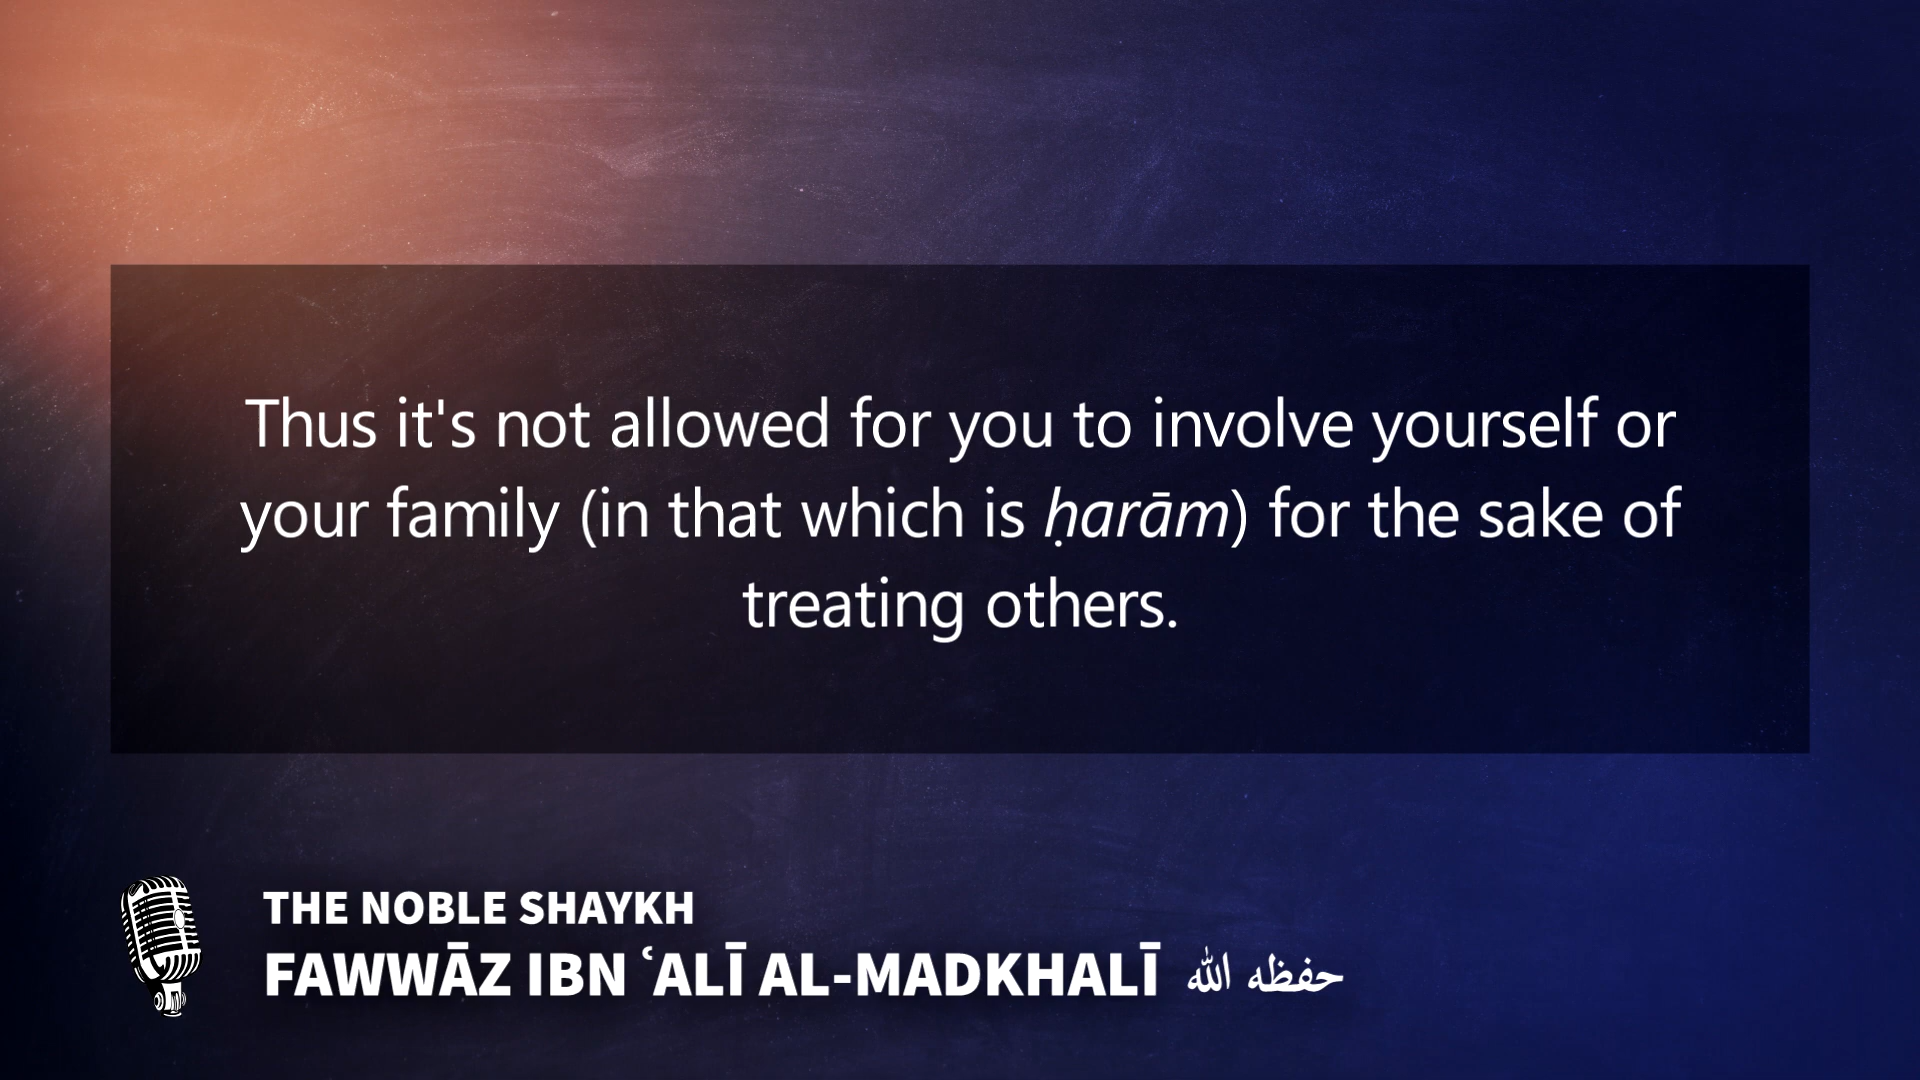 Thus it's not allowed for you to involve yourself or
your family (in that which is ḥarām) for the sake of
treating others.
THE NOBLE SHAYKH
FAWWĀZ IBN ʿALĪ AL-MADKHALĪ حفظه الله